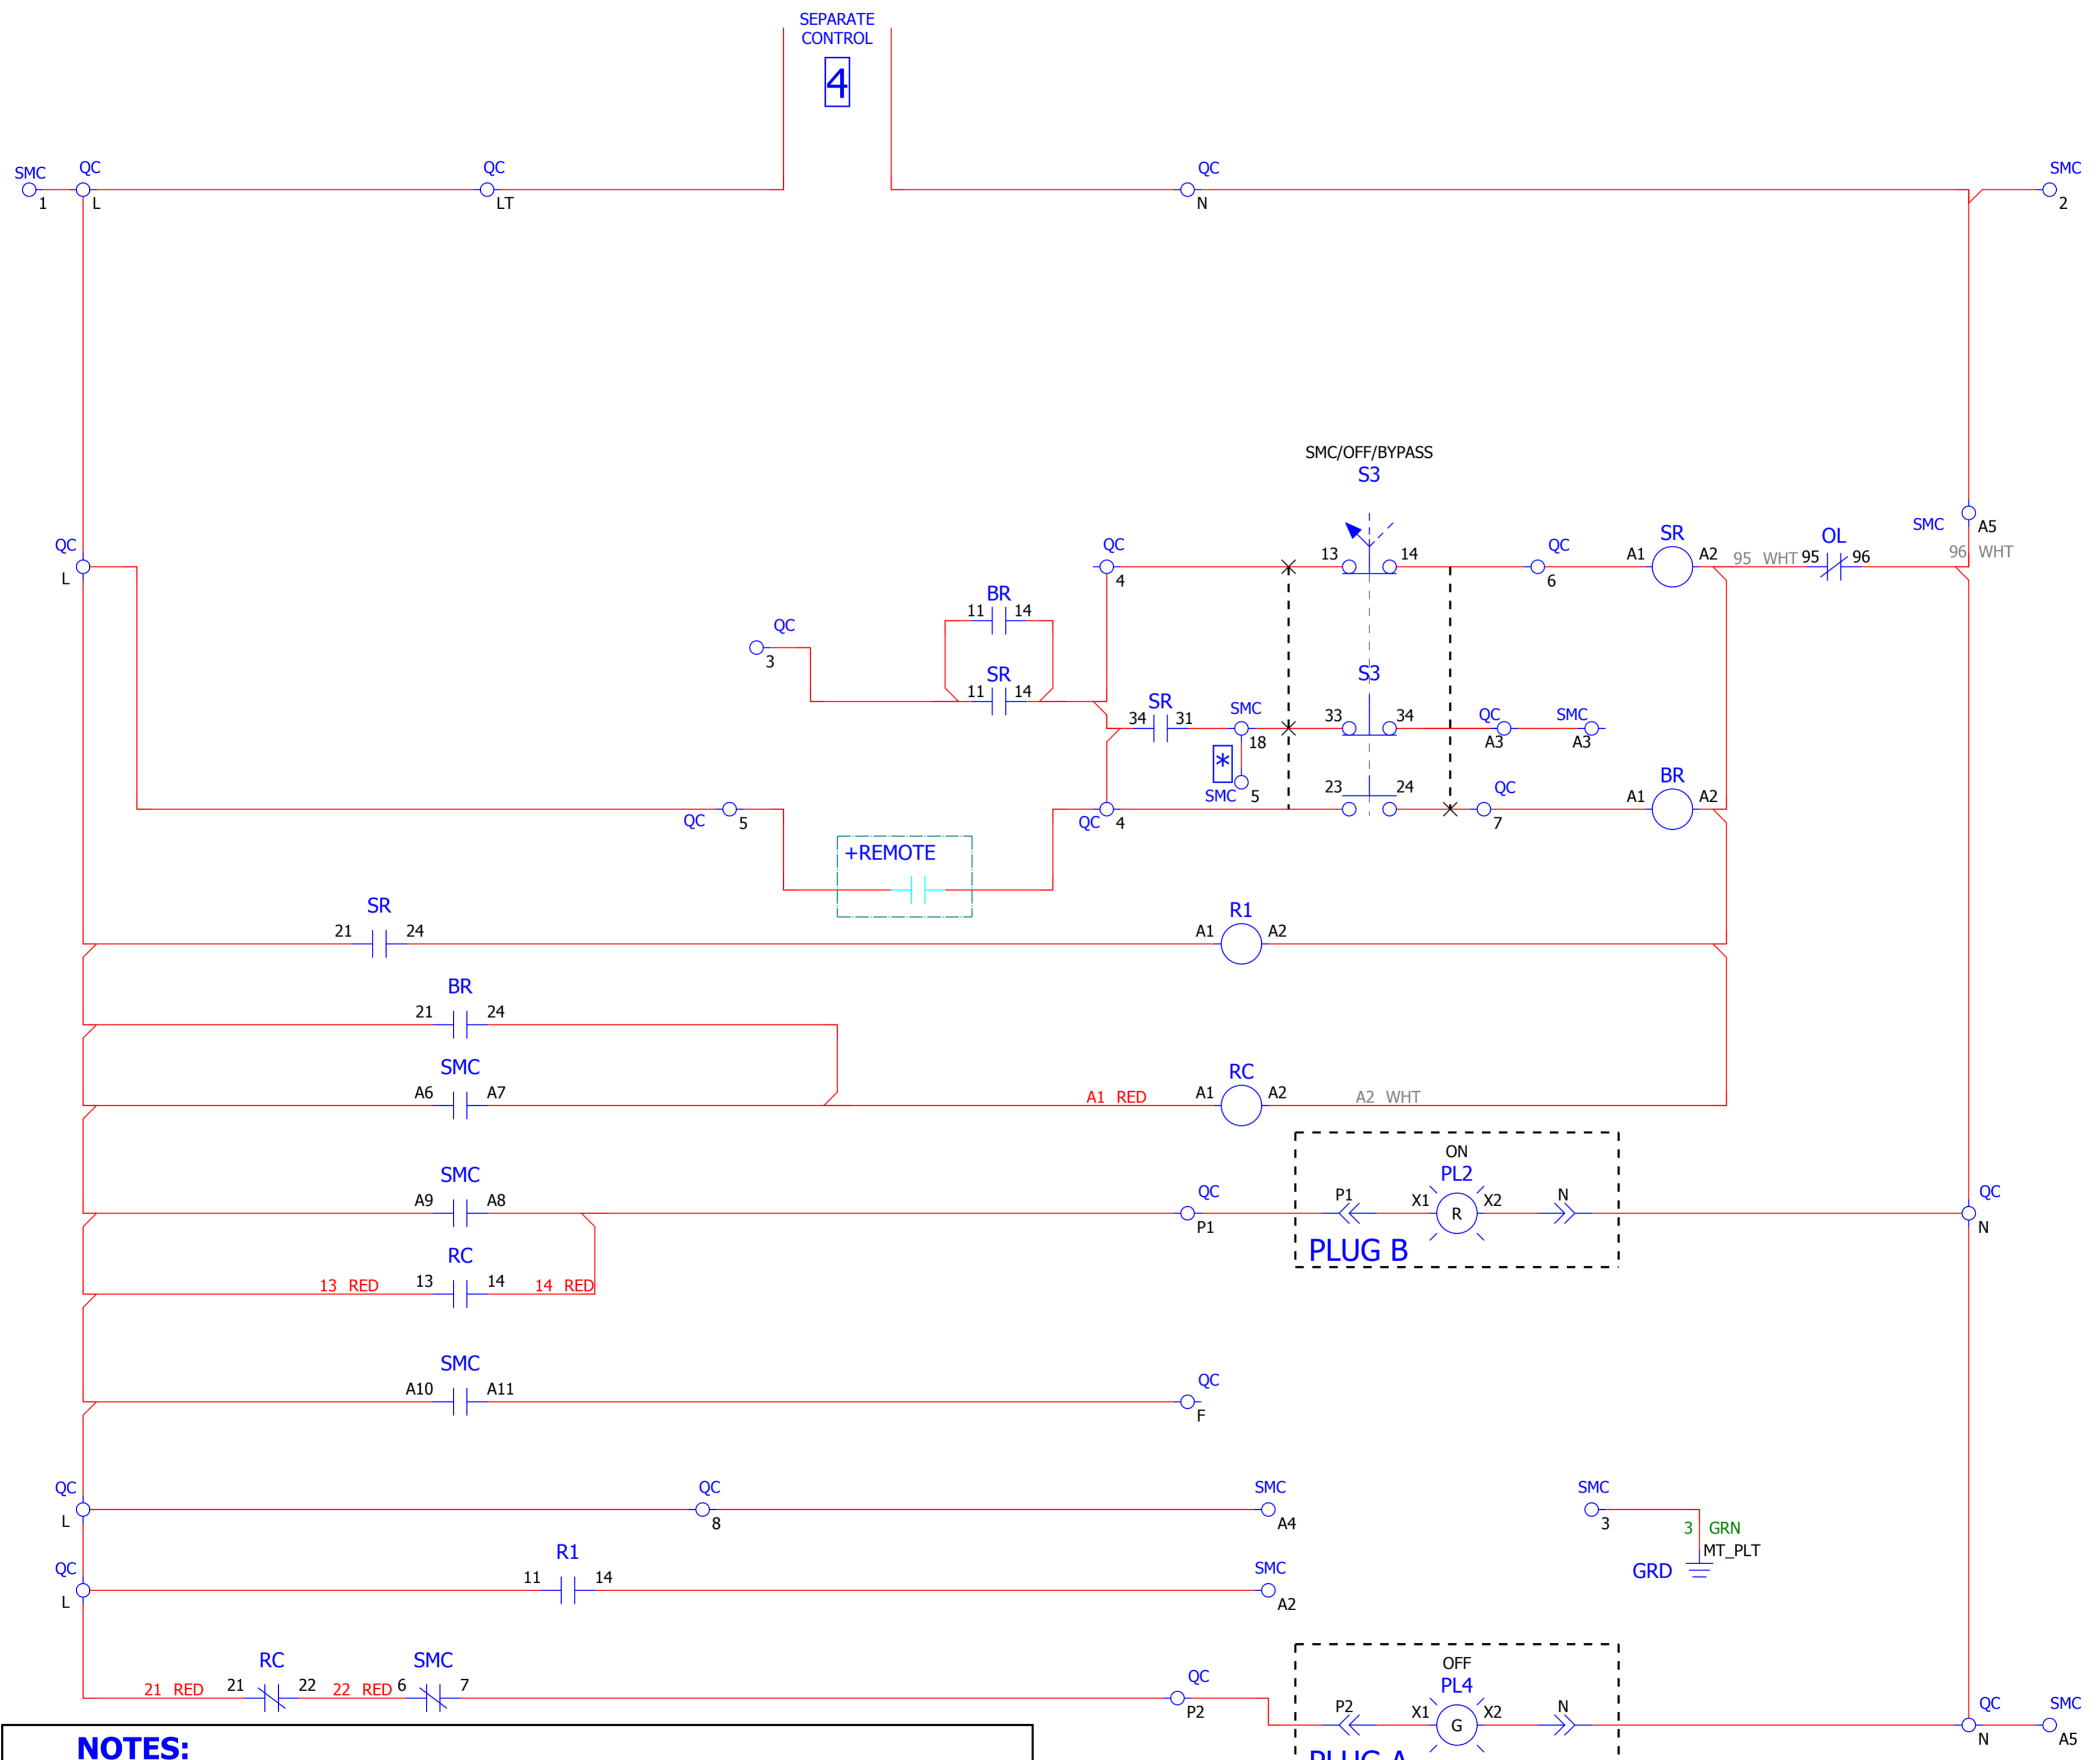 SEPARATE
CONTROL
4
SMC
1
QC
L
QC
LT
QC
N
SMC
2
SMC/OFF/BYPASS
S3
QC
L
QC
4
13
14
QC
6
SR
A1
A2
95 WHT
OL
95
96
SMC
A5
96 WHT
BR
11
14
QC
3
SR
11
14
SR
34
31
SMC
18
*
SMC
5
S3
33
34
QC
A3
SMC
A3
QC
5
QC
4
23
24
QC
7
BR
A1
A2
+REMOTE
SR
21
24
R1
A1
A2
BR
21
24
SMC
A6
A7
A1 RED
RC
A1
A2
A2 WHT
SMC
A9
A8
QC
P1
ON
PL2
P1
X1
R
X2
N
PLUG B
QC
N
RC
13 RED
13
14
14 RED
SMC
A10
A11
QC
F
QC
L
QC
8
SMC
A4
SMC
3
3 GRN
MT_PLT
GRD
QC
L
R1
11
14
SMC
A2
RC
21 RED
21
22
22 RED
SMC
6
7
QC
P2
OFF
PL4
P2
X1
G
X2
N
PLUG A
QC
N
SMC
A5
NOTES: